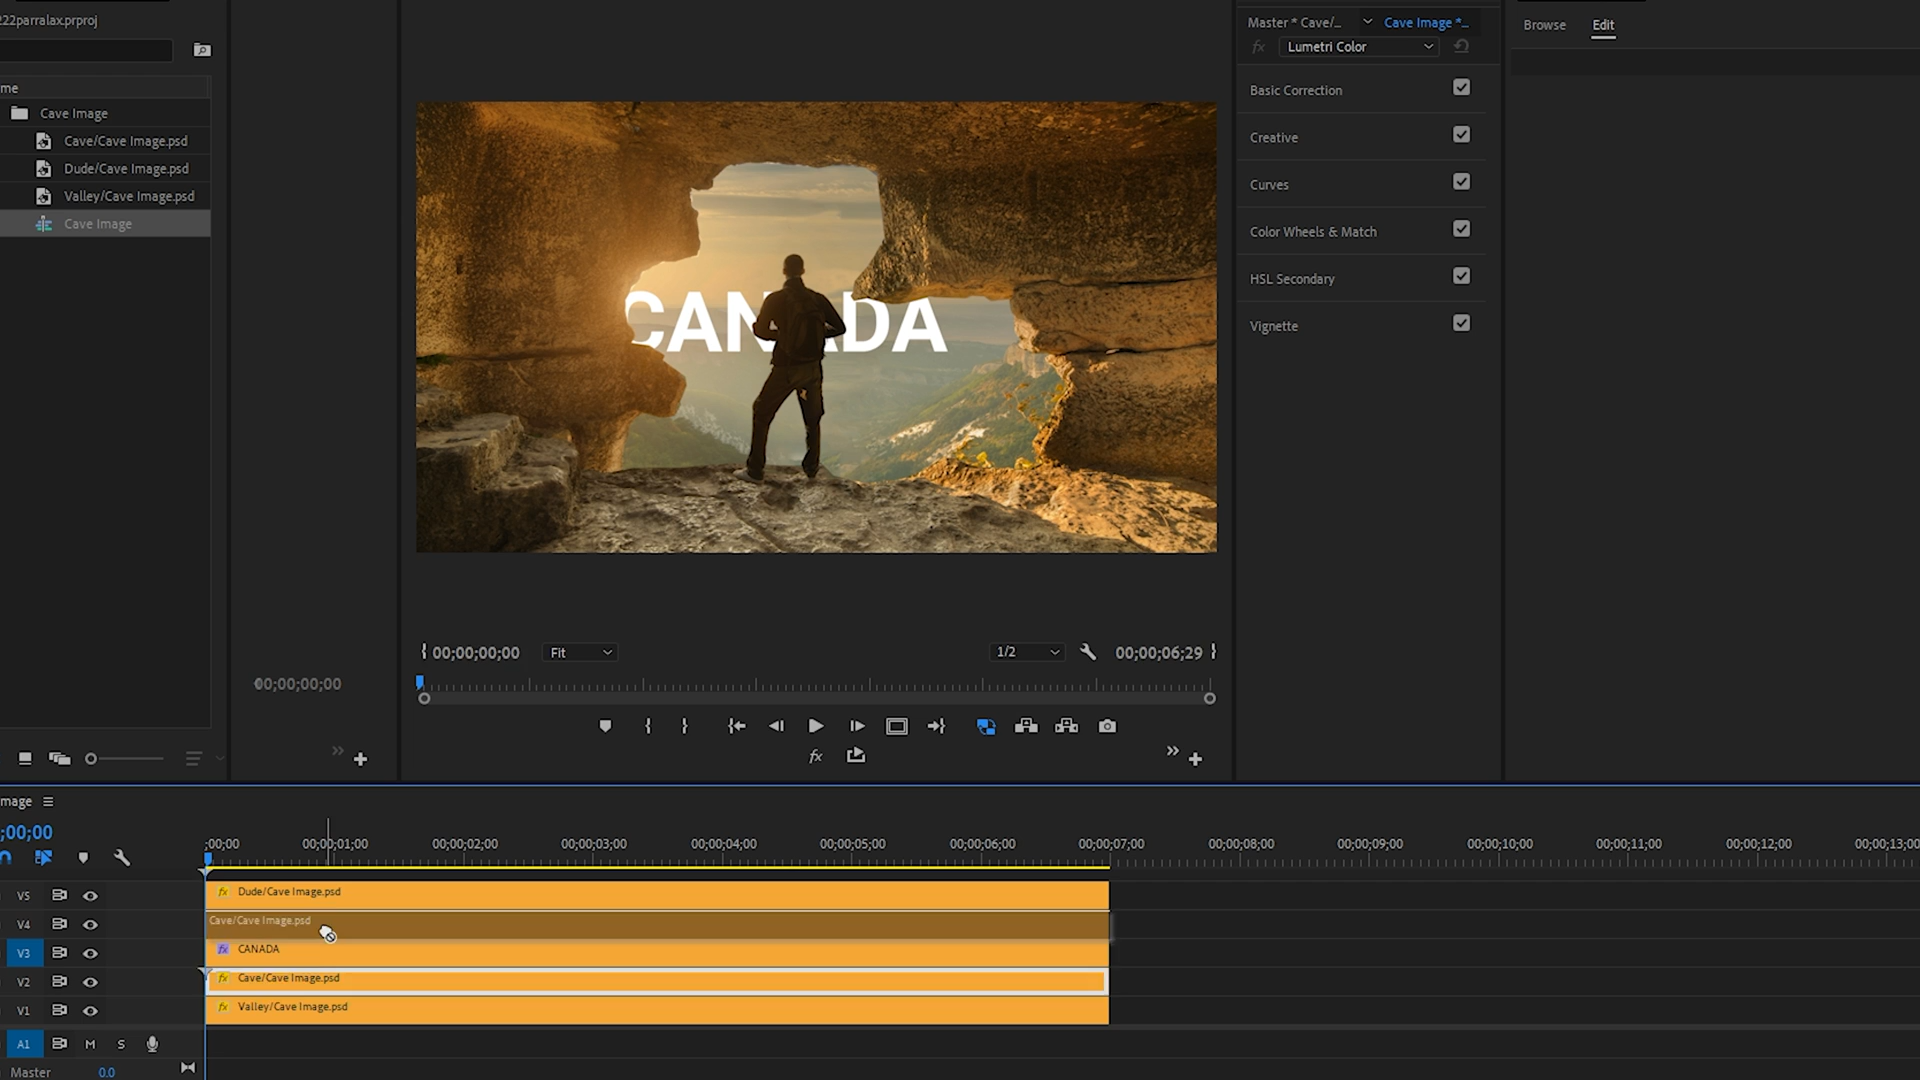 222parralax.prproj
me
Cave Image
Cave/Cave Image.psd
Dude/Cave Image.psd
Valley/Cave Image.psd
Cave Image
00;00;00;00
CANADA
00;00;00;00
Fit
1/2
00;00;06;29
fx
Master * Cave/...
Cave Image *...
fx
Lumetri Color
Basic Correction
Creative
Curves
Color Wheels & Match
HSL Secondary
Vignette
Browse
Edit
mage
;00;00
;00;00
00;00;01;00
00;00;02;00
00;00;03;00
00;00;04;00
00;00;05;00
00;00;06;00
00;00;07;00
00;00;08;00
00;00;09;00
00;00;10;00
00;00;11;00
00;00;12;00
00;00;13;00
V5
fx Dude/Cave Image.psd
V4
Cave/Cave Image.psd
V3
fx CANADA
V2
fx Cave/Cave Image.psd
V1
fx Valley/Cave Image.psd
A1
M
S
Master
0.0